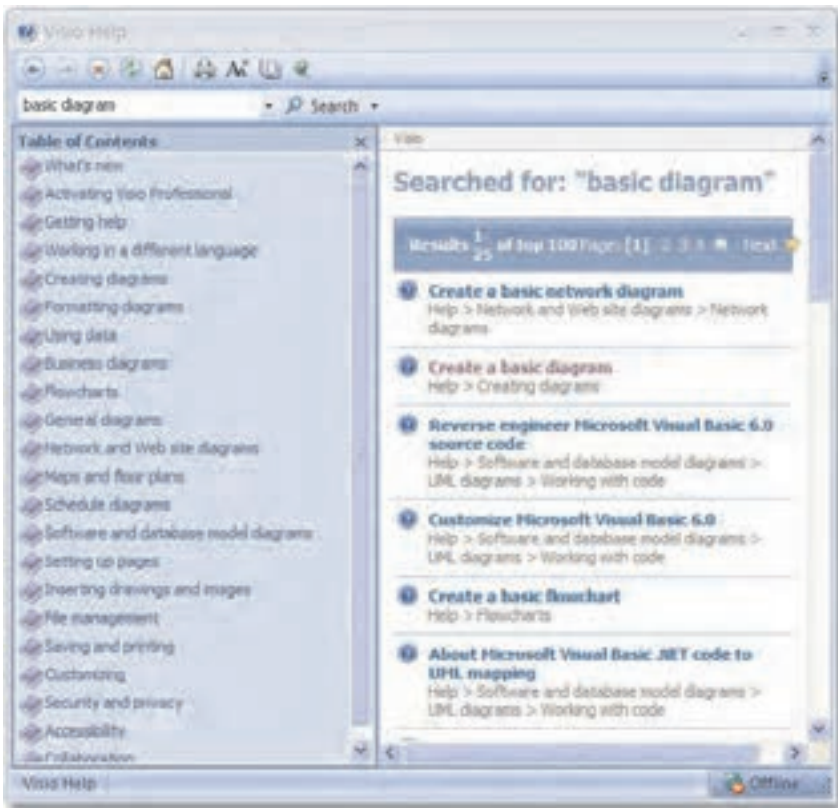 Visio Help
basic diagram
Search
Table of Contents
What's new
Activating Visio Professional
Getting help
Working in a different language
Creating diagrams
Formatting diagrams
Using data
Business diagrams
Flowcharts
General diagrams
Network and Web site diagrams
Maps and floor plans
Schedule diagrams
Software and database model diagrams
Setting up pages
Inserting drawings and images
File management
Saving and printing
Customizing
Security and privacy
Accessibility
Collaboration
Visio
Searched for: "basic diagram"
Results 1-25 of top 100 Pages: [1] 2 3 4 Next
Create a basic network diagram
Help > Network and Web site diagrams > Network
diagrams
Create a basic diagram
Help > Creating diagrams
Reverse engineer Microsoft Visual Basic 6.0
source code
Help > Software and database model diagrams >
UML diagrams > Working with code
Customize Microsoft Visual Basic 6.0
Help > Software and database model diagrams >
UML diagrams > Working with code
Create a basic flowchart
Help > Flowcharts
About Microsoft Visual Basic .NET code to
UML mapping
Help > Software and database model diagrams >
UML diagrams > Working with code
Visio Help
Offline